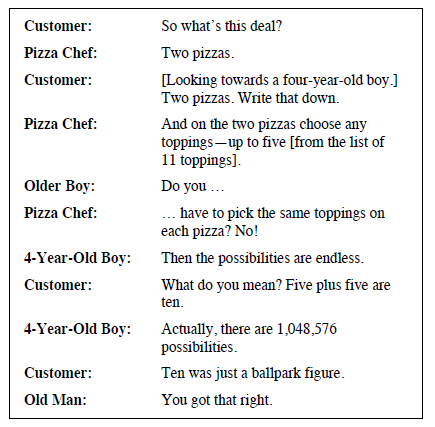 Customer: So what's this deal?
Pizza Chef: Two pizzas.
Customer: [Looking towards a four-year-old boy.]
Two pizzas. Write that down.
Pizza Chef: And on the two pizzas choose any
toppings—up to five [from the list of
11 toppings].
Older Boy: Do you …
Pizza Chef: … have to pick the same toppings on
each pizza? No!
4-Year-Old Boy: Then the possibilities are endless.
Customer: What do you mean? Five plus five are
ten.
4-Year-Old Boy: Actually, there are 1,048,576
possibilities.
Customer: Ten was just a ballpark figure.
Old Man: You got that right.